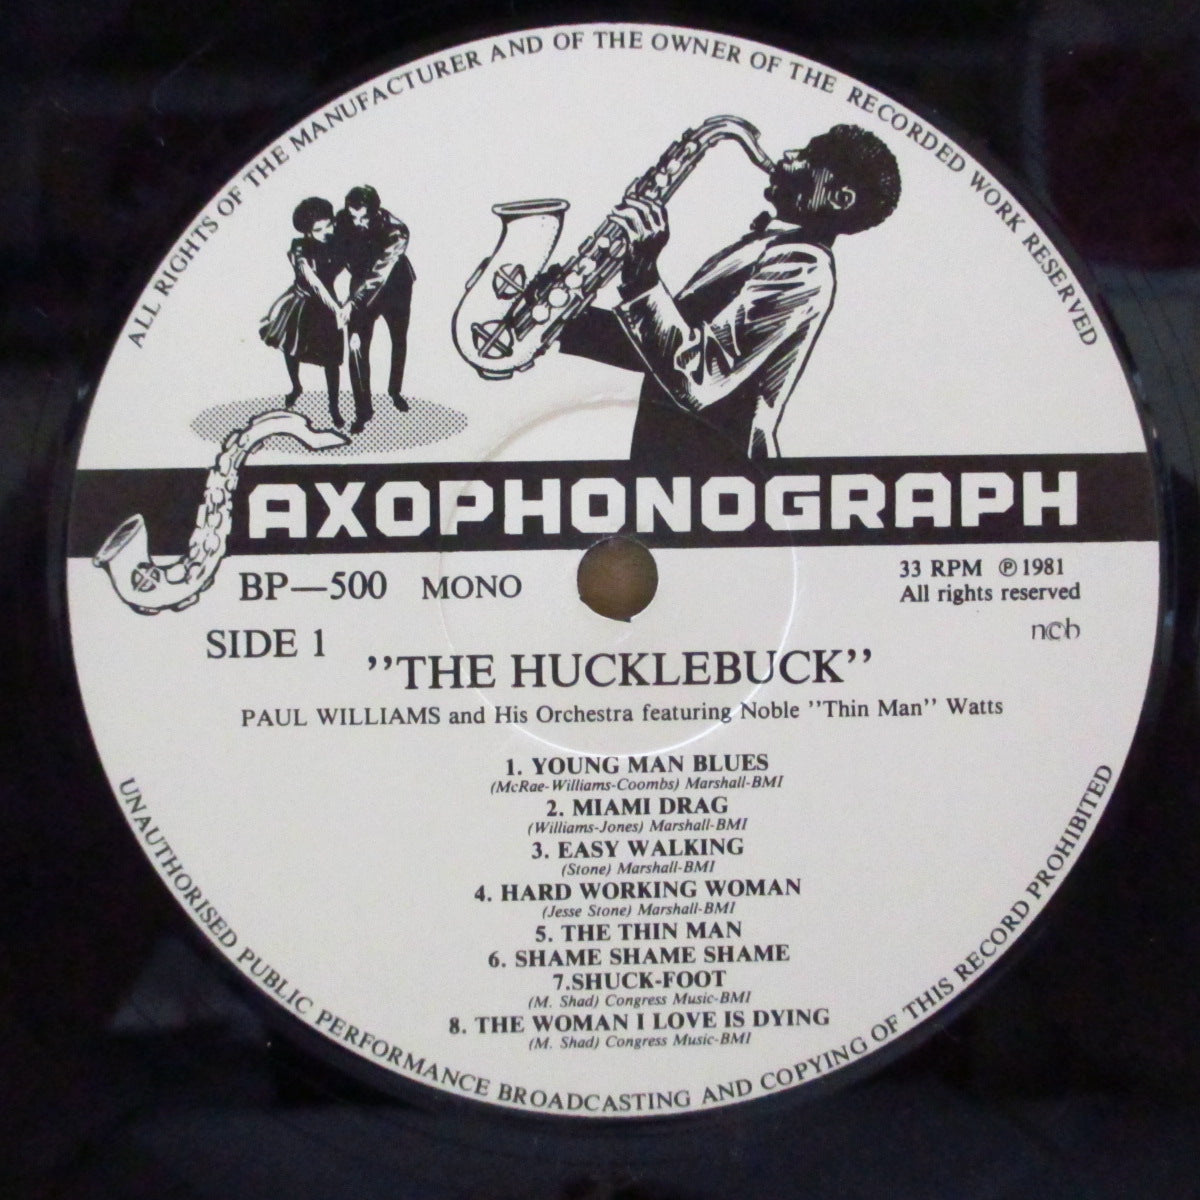 ALL RIGHTS OF THE MANUFACTURER AND OF THE OWNER OF THE RECORDED WORK RESERVED
SAXOPHONOGRAPH
BP—500 MONO
33 RPM ℗ 1981
All rights reserved
SIDE 1
ncb
’’THE HUCKLEBUCK’’
PAUL WILLIAMS and His Orchestra featuring Noble ’’Thin Man’’ Watts
1. YOUNG MAN BLUES
(McRae-Williams-Coombs) Marshall-BMI
2. MIAMI DRAG
(Williams-Jones) Marshall-BMI
3. EASY WALKING
(Stone) Marshall-BMI
4. HARD WORKING WOMAN
(Jesse Stone) Marshall-BMI
5. THE THIN MAN
6. SHAME SHAME SHAME
7.SHUCK-FOOT
(M. Shad) Congress Music-BMI
8. THE WOMAN I LOVE IS DYING
(M. Shad) Congress Music-BMI
UNAUTHORISED PUBLIC PERFORMANCE BROADCASTING AND COPYING OF THIS RECORD PROHIBITED